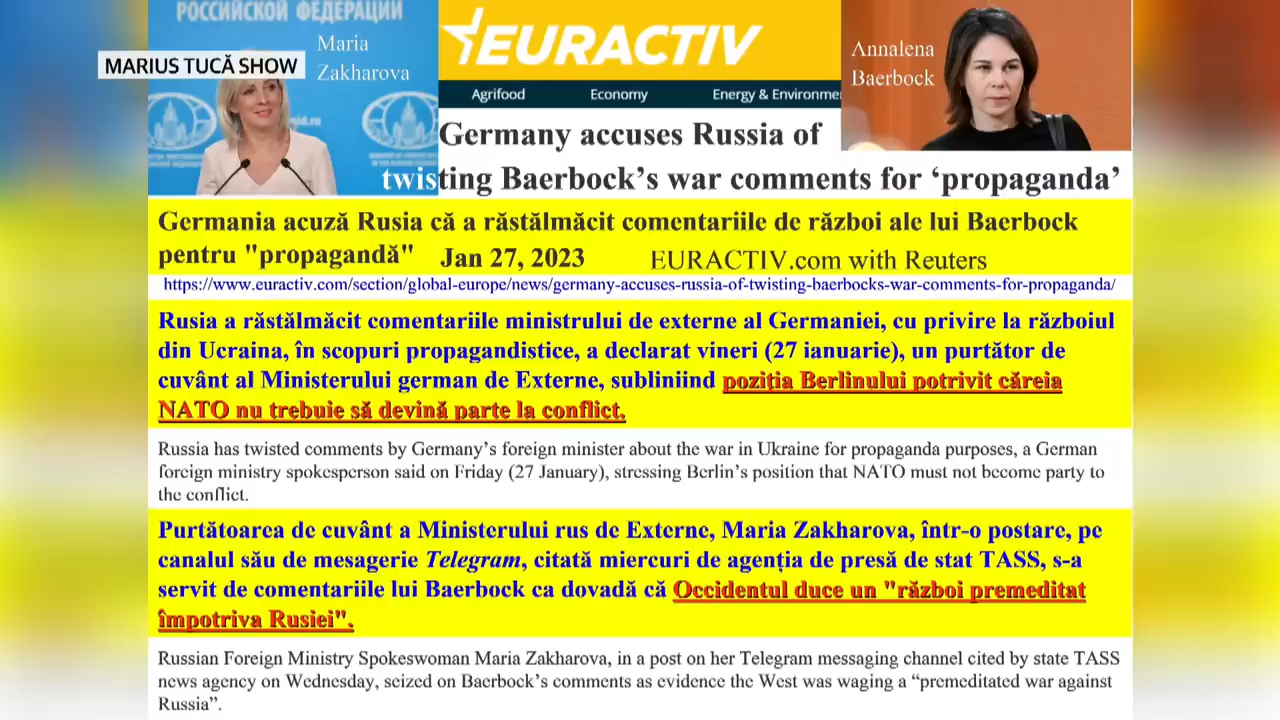 РОССИЙСКОЙ ФЕДЕРАЦИИ
Maria
Zakharova
MARIUS TUCĂ SHOW
EURACTIV
Agrifood Economy Energy & Environme
Annalena
Baerbock
Germany accuses Russia of
twisting Baerbock’s war comments for ‘propaganda’
Germania acuză Rusia că a răstălmăcit comentariile de război ale lui Baerbock
pentru "propagandă" Jan 27, 2023 EURACTIV.com with Reuters
https://www.euractiv.com/section/global-europe/news/germany-accuses-russia-of-twisting-baerbocks-war-comments-for-propaganda/
Rusia a răstălmăcit comentariile ministrului de externe al Germaniei, cu privire la războiul
din Ucraina, în scopuri propagandistice, a declarat vineri (27 ianuarie), un purtător de
cuvânt al Ministerului german de Externe, subliniind poziţia Berlinului potrivit căreia
NATO nu trebuie să devină parte la conflict.
Russia has twisted comments by Germany’s foreign minister about the war in Ukraine for propaganda purposes, a German
foreign ministry spokesperson said on Friday (27 January), stressing Berlin’s position that NATO must not become party to
the conflict.
Purtătoarea de cuvânt a Ministerului rus de Externe, Maria Zakharova, într-o postare, pe
canalul său de mesagerie Telegram, citată miercuri de agenția de presă de stat TASS, s-a
servit de comentariile lui Baerbock ca dovadă că Occidentul duce un "război premeditat
împotriva Rusiei".
Russian Foreign Ministry Spokeswoman Maria Zakharova, in a post on her Telegram messaging channel cited by state TASS
news agency on Wednesday, seized on Baerbock’s comments as evidence the West was waging a “premeditated war against
Russia”.